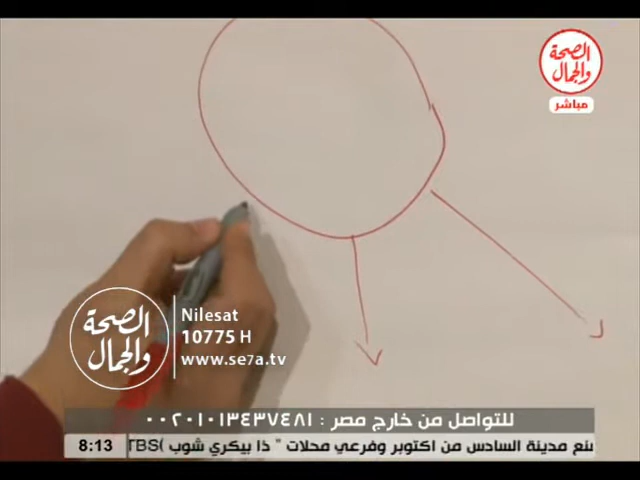 الصحة
والجمال
مباشر
الصحة
والجمال
Nilesat
10775 H
www.se7a.tv
للتواصل من خارج مصر : ٠٠٢٠١٠١٣٤٣٧٤٨١
8:13
نع مدينة السادس من اكتوبر وفرعي محلات " ذا بيكري شوب )TBS